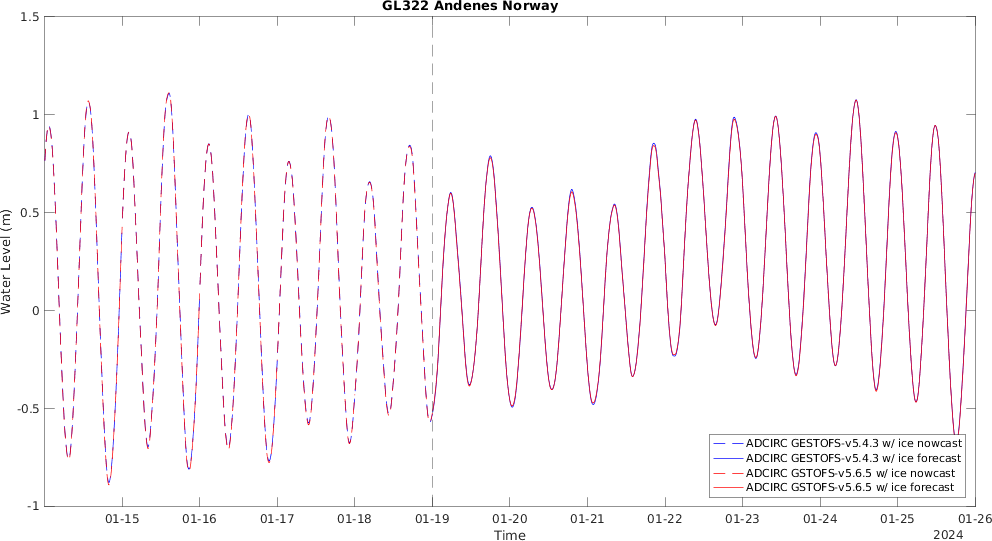 GL322 Andenes Norway
1.5
1
0.5
0
-0.5
-1
Water Level (m)
ADCIRC GESTOFS-v5.4.3 w/ ice nowcast
ADCIRC GESTOFS-v5.4.3 w/ ice forecast
ADCIRC GSTOFS-v5.6.5 w/ ice nowcast
ADCIRC GSTOFS-v5.6.5 w/ ice forecast
01-15 01-16 01-17 01-18 01-19 01-20 01-21 01-22 01-23 01-24 01-25 01-26
Time
2024